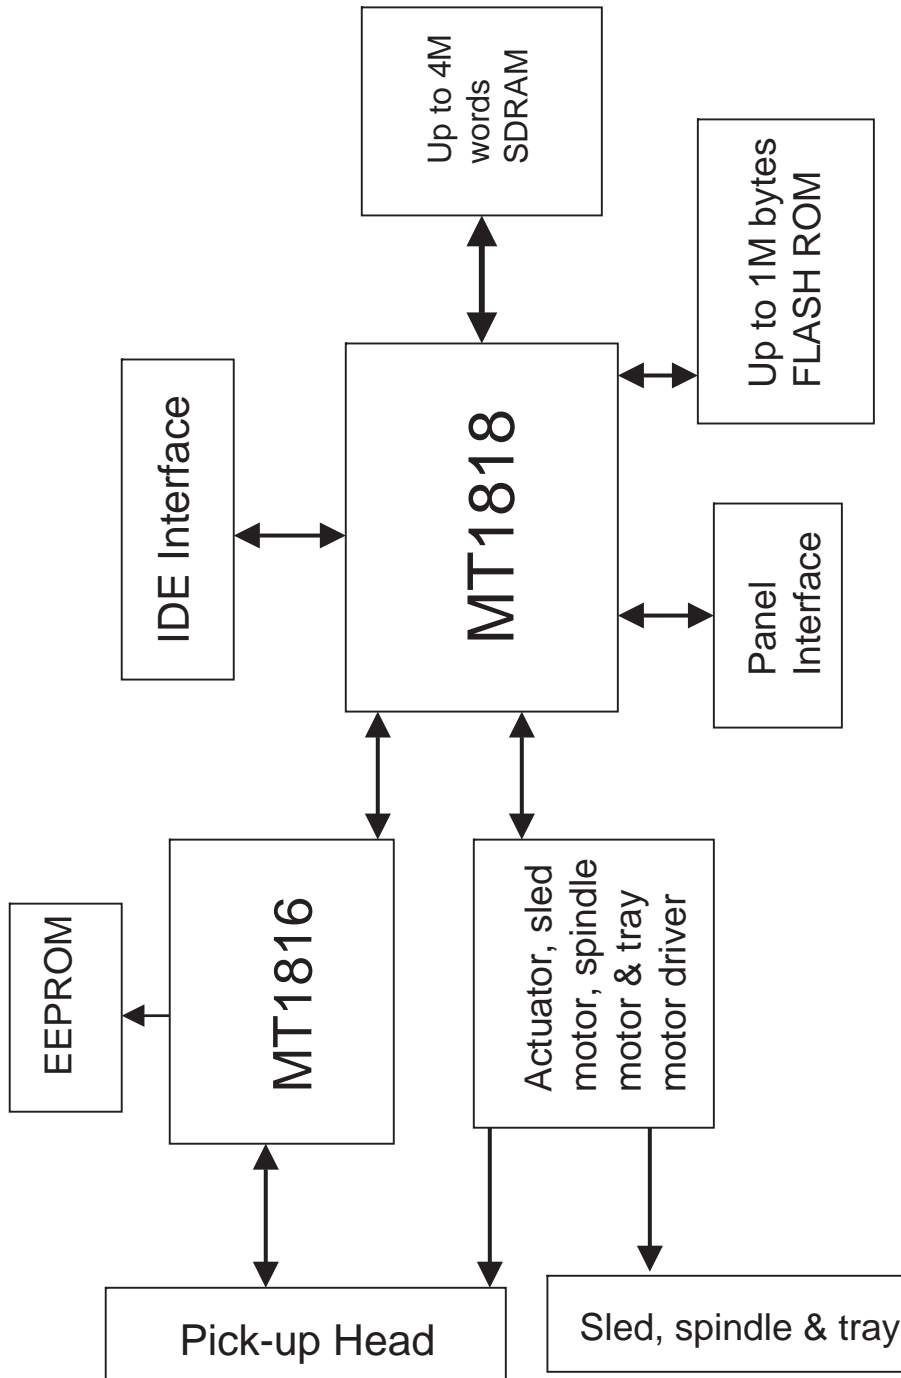 Up to 4M
words
SDRAM
Up to 1M bytes
FLASH ROM
IDE Interface
MT1818
Panel
Interface
EEPROM
MT1816
Actuator, sled
motor, spindle
motor & tray
motor driver
Pick-up Head
Sled, spindle & tray